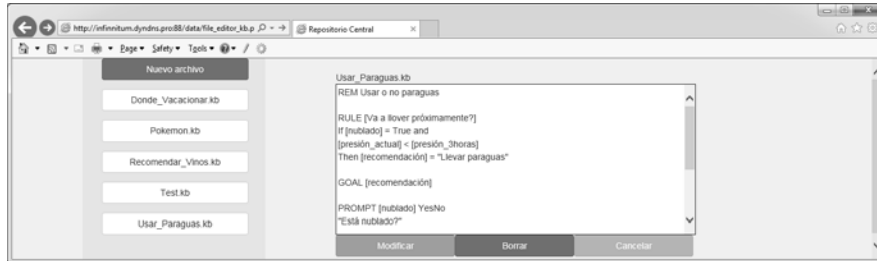 http://infinnitum.dyndns.pro:88/data/file_editor_kb.p
Repositorio Central
Page Safety Tools
Nuevo archivo
Donde_Vacacionar.kb
Pokemon.kb
Recomendar_Vinos.kb
Test.kb
Usar_Paraguas.kb
Usar_Paraguas.kb
REM Usar o no paraguas
RULE [Va a llover próximamente?]
If [nublado] = True and
[presión_actual] < [presión_3horas]
Then [recomendación] = "Llevar paraguas"
GOAL [recomendación]
PROMPT [nublado] YesNo
"Está nublado?"
Modificar Borrar Cancelar